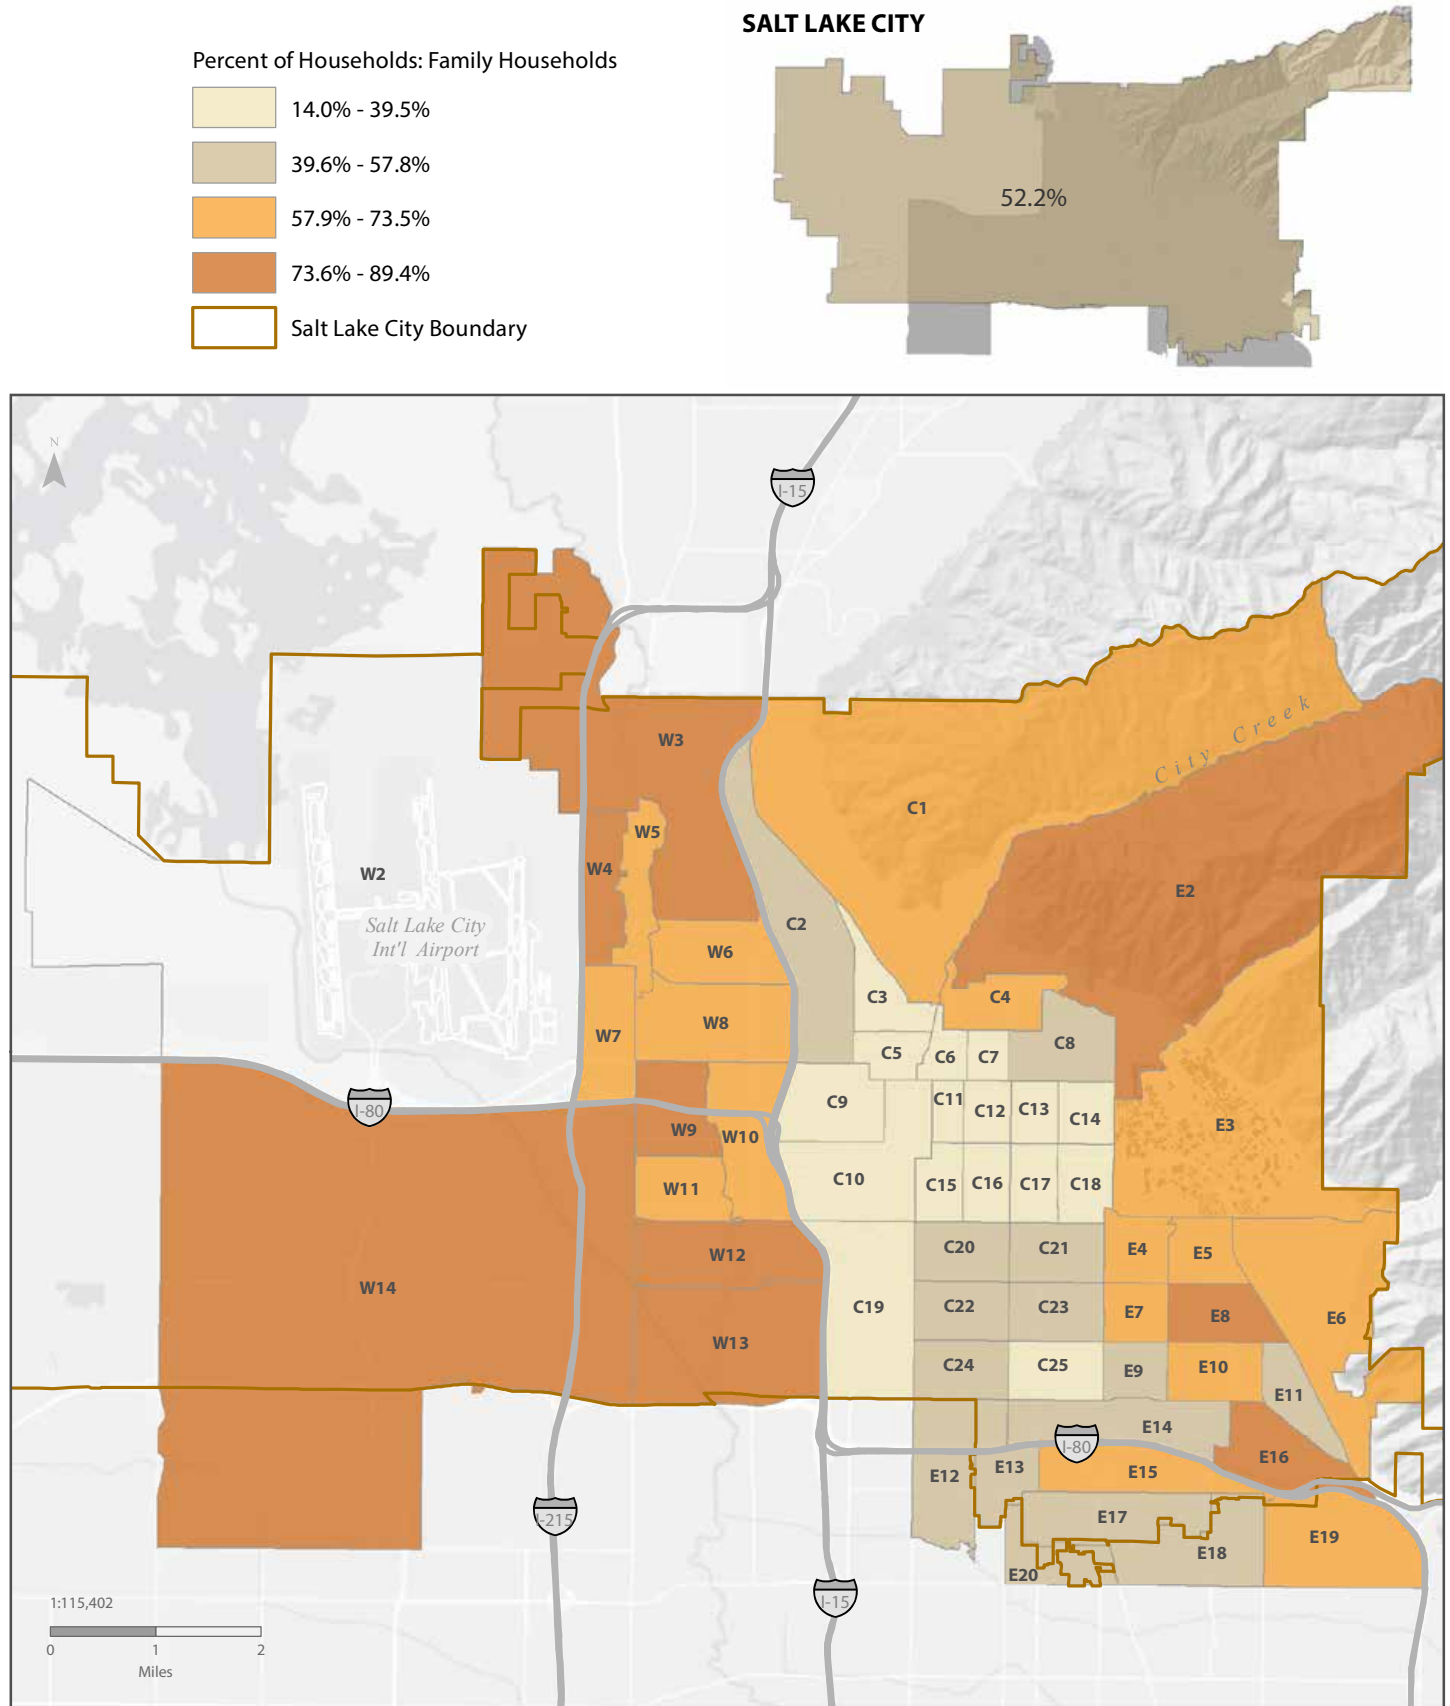 SALT LAKE CITY
Percent of Households: Family Households
14.0% - 39.5%
39.6% - 57.8%
57.9% - 73.5%
73.6% - 89.4%
Salt Lake City Boundary
52.2%
N
I-15
City Creek
W3
C1
W5
W4
W2
E2
Salt Lake City
Int'l Airport
C2
W6
C3
C4
W8
W7
C5
C6
C7
C8
I-80
C9
C11
C12
C13
C14
W9
W10
E3
W11
C10
C15
C16
C17
C18
W12
C20
C21
E4
E5
W14
C19
C22
C23
E7
E8
E6
W13
C24
C25
E9
E10
E11
E14
I-80
E12
E13
E15
E16
I-215
E17
E19
E18
E20
I-15
1:115,402
0 1 2
Miles